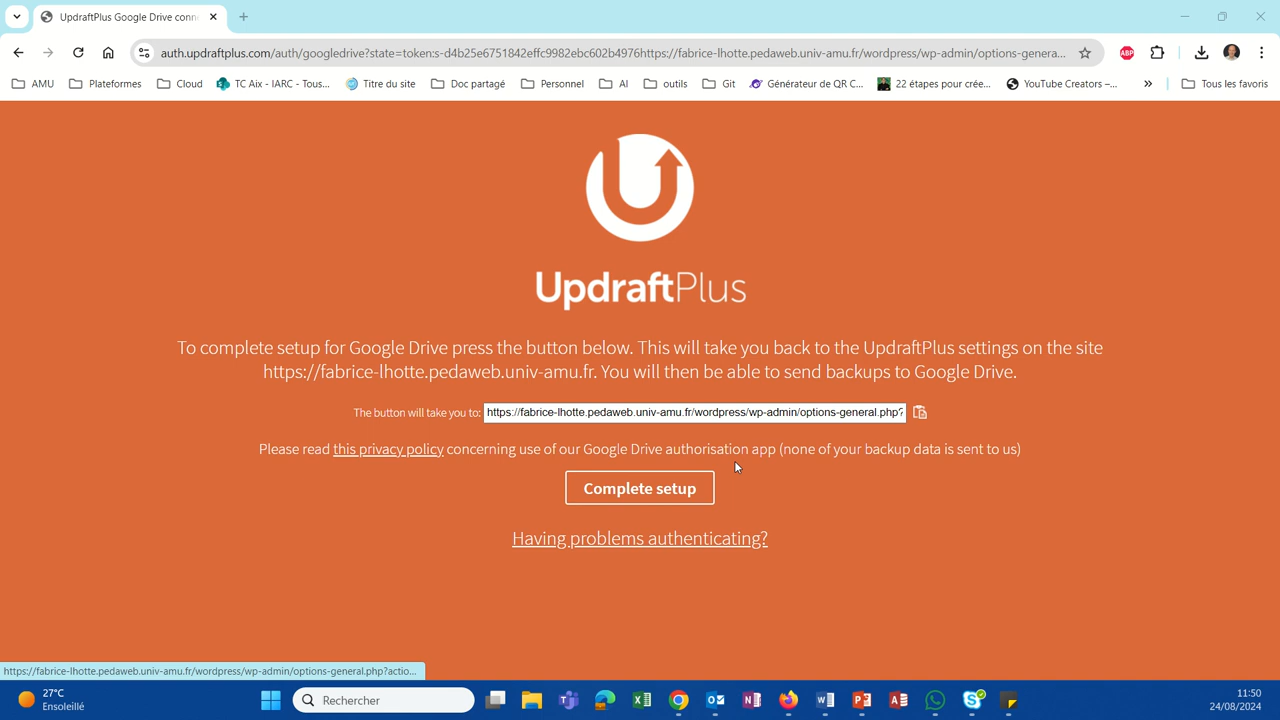 UpdraftPlus Google Drive conn
auth.updraftplus.com/auth/googledrive?state=token:s-d4b25e6751842effc9982ebc602b4976https://fabrice-lhotte.pedaweb.univ-amu.fr/wordpress/wp-admin/options-genera...
ABP
AMU
Plateformes
Cloud
TC Aix - IARC - Tous...
Titre du site
Doc partagé
Personnel
AI
outils
Git
Générateur de QR C...
22 étapes pour crée...
YouTube Creators –...
»
Tous les favoris
UpdraftPlus
To complete setup for Google Drive press the button below. This will take you back to the UpdraftPlus settings on the site
https://fabrice-lhotte.pedaweb.univ-amu.fr. You will then be able to send backups to Google Drive.
The button will take you to: https://fabrice-lhotte.pedaweb.univ-amu.fr/wordpress/wp-admin/options-general.php?
Please read this privacy policy concerning use of our Google Drive authorisation app (none of your backup data is sent to us)
Complete setup
Having problems authenticating?
https://fabrice-lhotte.pedaweb.univ-amu.fr/wordpress/wp-admin/options-general.php?actio...
27°C
Ensoleillé
Rechercher
11:50
24/08/2024